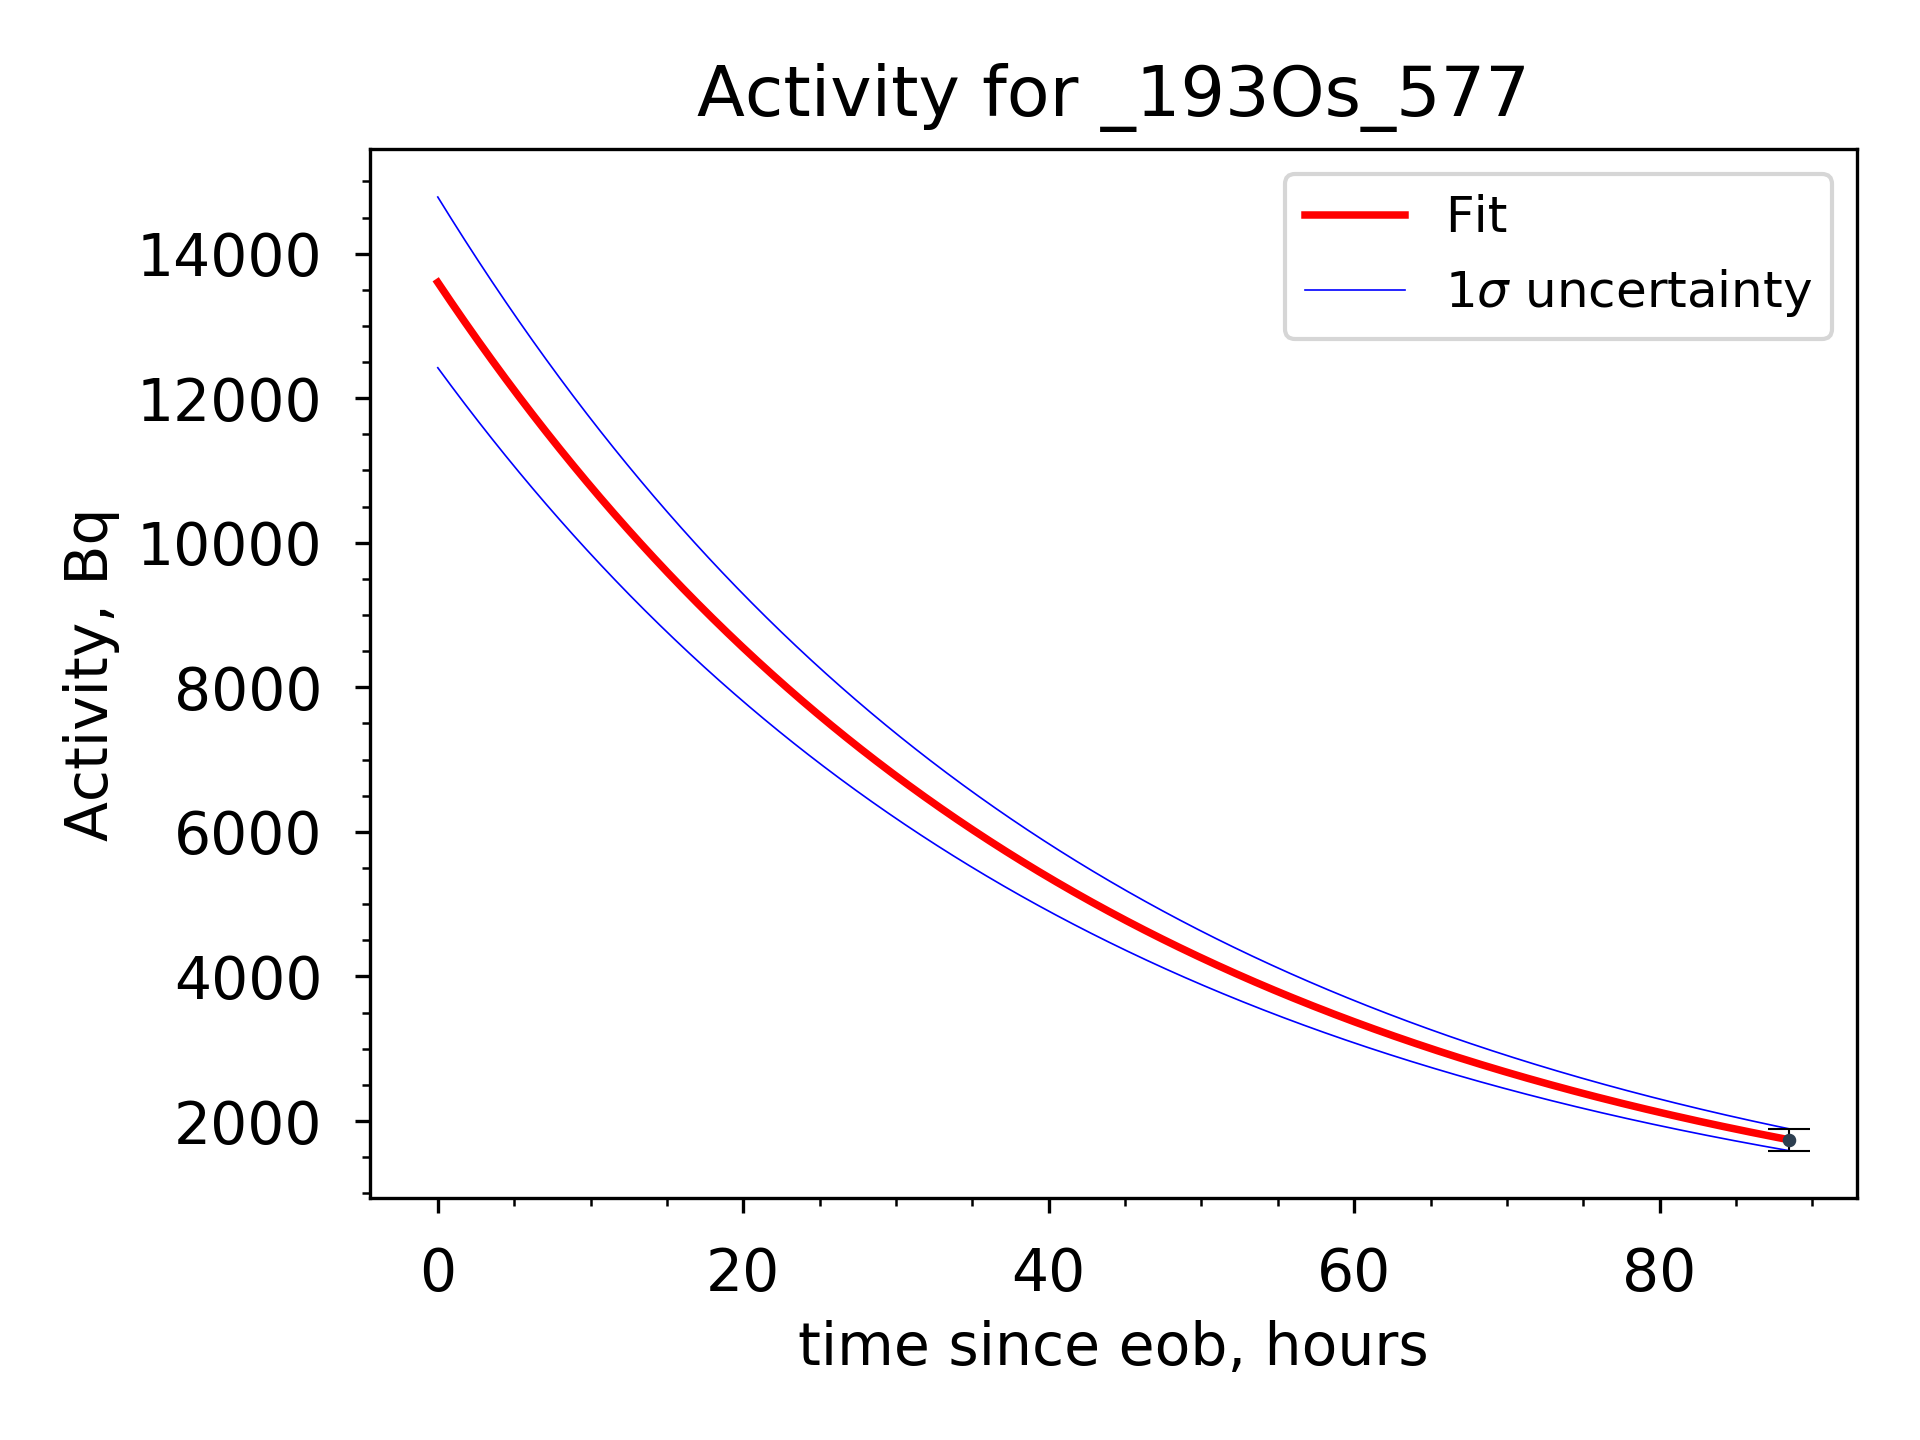 Activity for _193Os_577
Fit
1σ uncertainty
Activity, Bq
14000
12000
10000
8000
6000
4000
2000
0 20 40 60 80
time since eob, hours